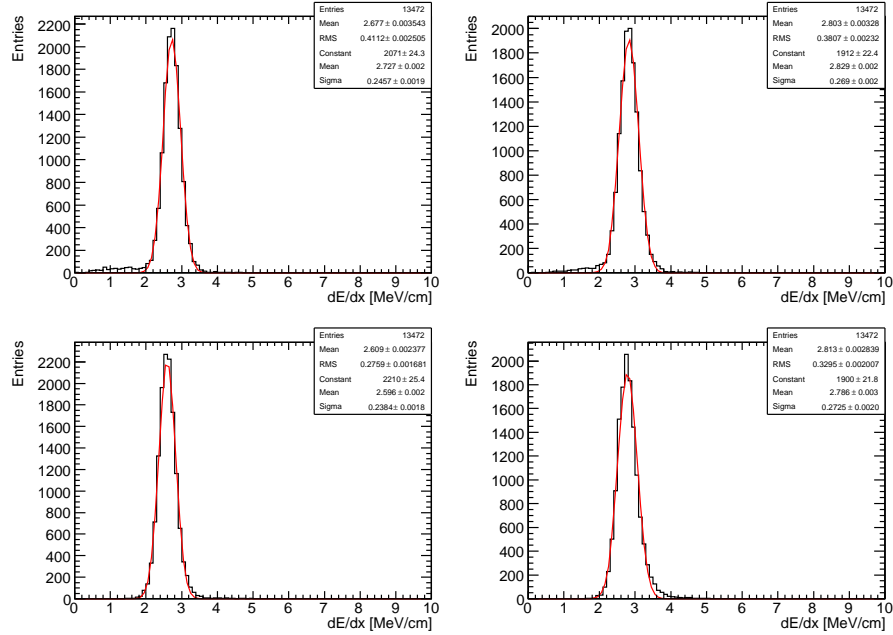 Entries 13472
Mean 2.677 ± 0.003543
RMS 0.4112 ± 0.002505
Constant 2071 ± 24.3
Mean 2.727 ± 0.002
Sigma 0.2457 ± 0.0019
Entries
2200
2000
1800
1600
1400
1200
1000
800
600
400
200
0
0 1 2 3 4 5 6 7 8 9 10
dE/dx [MeV/cm]
Entries 13472
Mean 2.803 ± 0.00328
RMS 0.3807 ± 0.00232
Constant 1912 ± 22.4
Mean 2.829 ± 0.002
Sigma 0.269 ± 0.002
Entries
2000
1800
1600
1400
1200
1000
800
600
400
200
0
0 1 2 3 4 5 6 7 8 9 10
dE/dx [MeV/cm]
Entries 13472
Mean 2.609 ± 0.002377
RMS 0.2759 ± 0.001681
Constant 2210 ± 25.4
Mean 2.596 ± 0.002
Sigma 0.2384 ± 0.0018
Entries
2200
2000
1800
1600
1400
1200
1000
800
600
400
200
0
0 1 2 3 4 5 6 7 8 9 10
dE/dx [MeV/cm]
Entries 13472
Mean 2.813 ± 0.002839
RMS 0.3295 ± 0.002007
Constant 1900 ± 21.8
Mean 2.786 ± 0.003
Sigma 0.2725 ± 0.0020
Entries
2000
1800
1600
1400
1200
1000
800
600
400
200
0
0 1 2 3 4 5 6 7 8 9 10
dE/dx [MeV/cm]